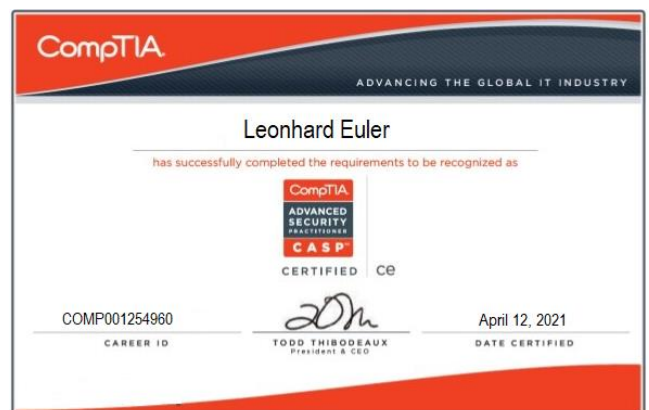 CompTIA.
ADVANCING THE GLOBAL IT INDUSTRY
Leonhard Euler
has successfully completed the requirements to be recognized as
CompTIA.
ADVANCED
SECURITY
PRACTITIONER
CASP™
CERTIFIED ce
COMP001254960
CAREER ID
TODD THIBODEAUX
President & CEO
April 12, 2021
DATE CERTIFIED